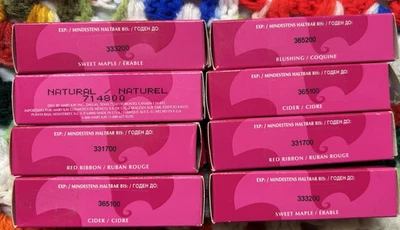 EXP: / MINDESTENS HALTBAR BIS: / ГОДЕН ДО:
333200
SWEET MAPLE / ÉRABLE
NATURAL / NATUREL
EXP: / MINDESTENS HALTBAR BIS: / ГОДЕН ДО:
331700
RED RIBBON / RUBAN ROUGE
EXP: / MINDESTENS HALTBAR BIS: / ГОДЕН ДО:
365100
CIDER / CIDRE
EXP: / MINDESTENS HALTBAR BIS: / ГОДЕН ДО:
365200
BLUSHING / COQUINE
EXP: / MINDESTENS HALTBAR BIS: / ГОДЕН ДО:
365100
CIDER / CIDRE
EXP: / MINDESTENS HALTBAR BIS: / ГОДЕН ДО:
331700
RED RIBBON / RUBAN ROUGE
EXP: / MINDESTENS HALTBAR BIS: / ГОДЕН ДО:
333200
SWEET MAPLE / ÉRABLE